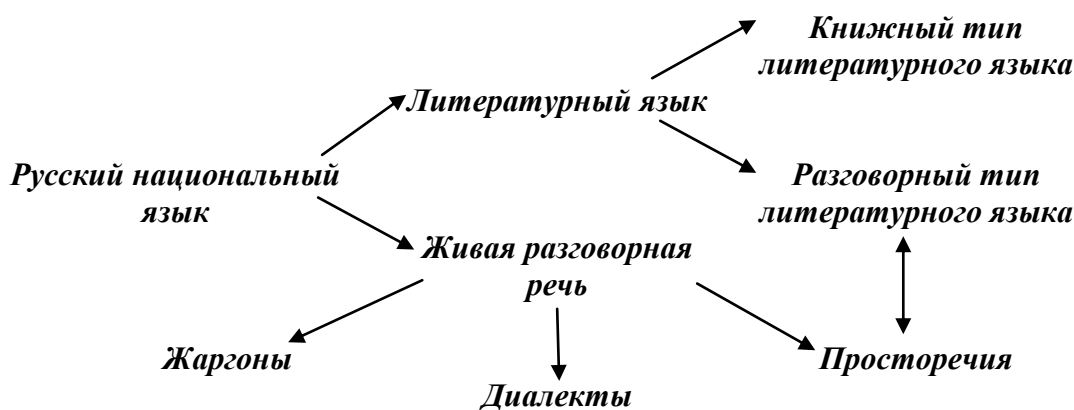 Книжный тип
литературного языка
Литературный язык
Русский национальный
язык
Разговорный тип
литературного языка
Живая разговорная
речь
Жаргоны
Диалекты
Просторечия